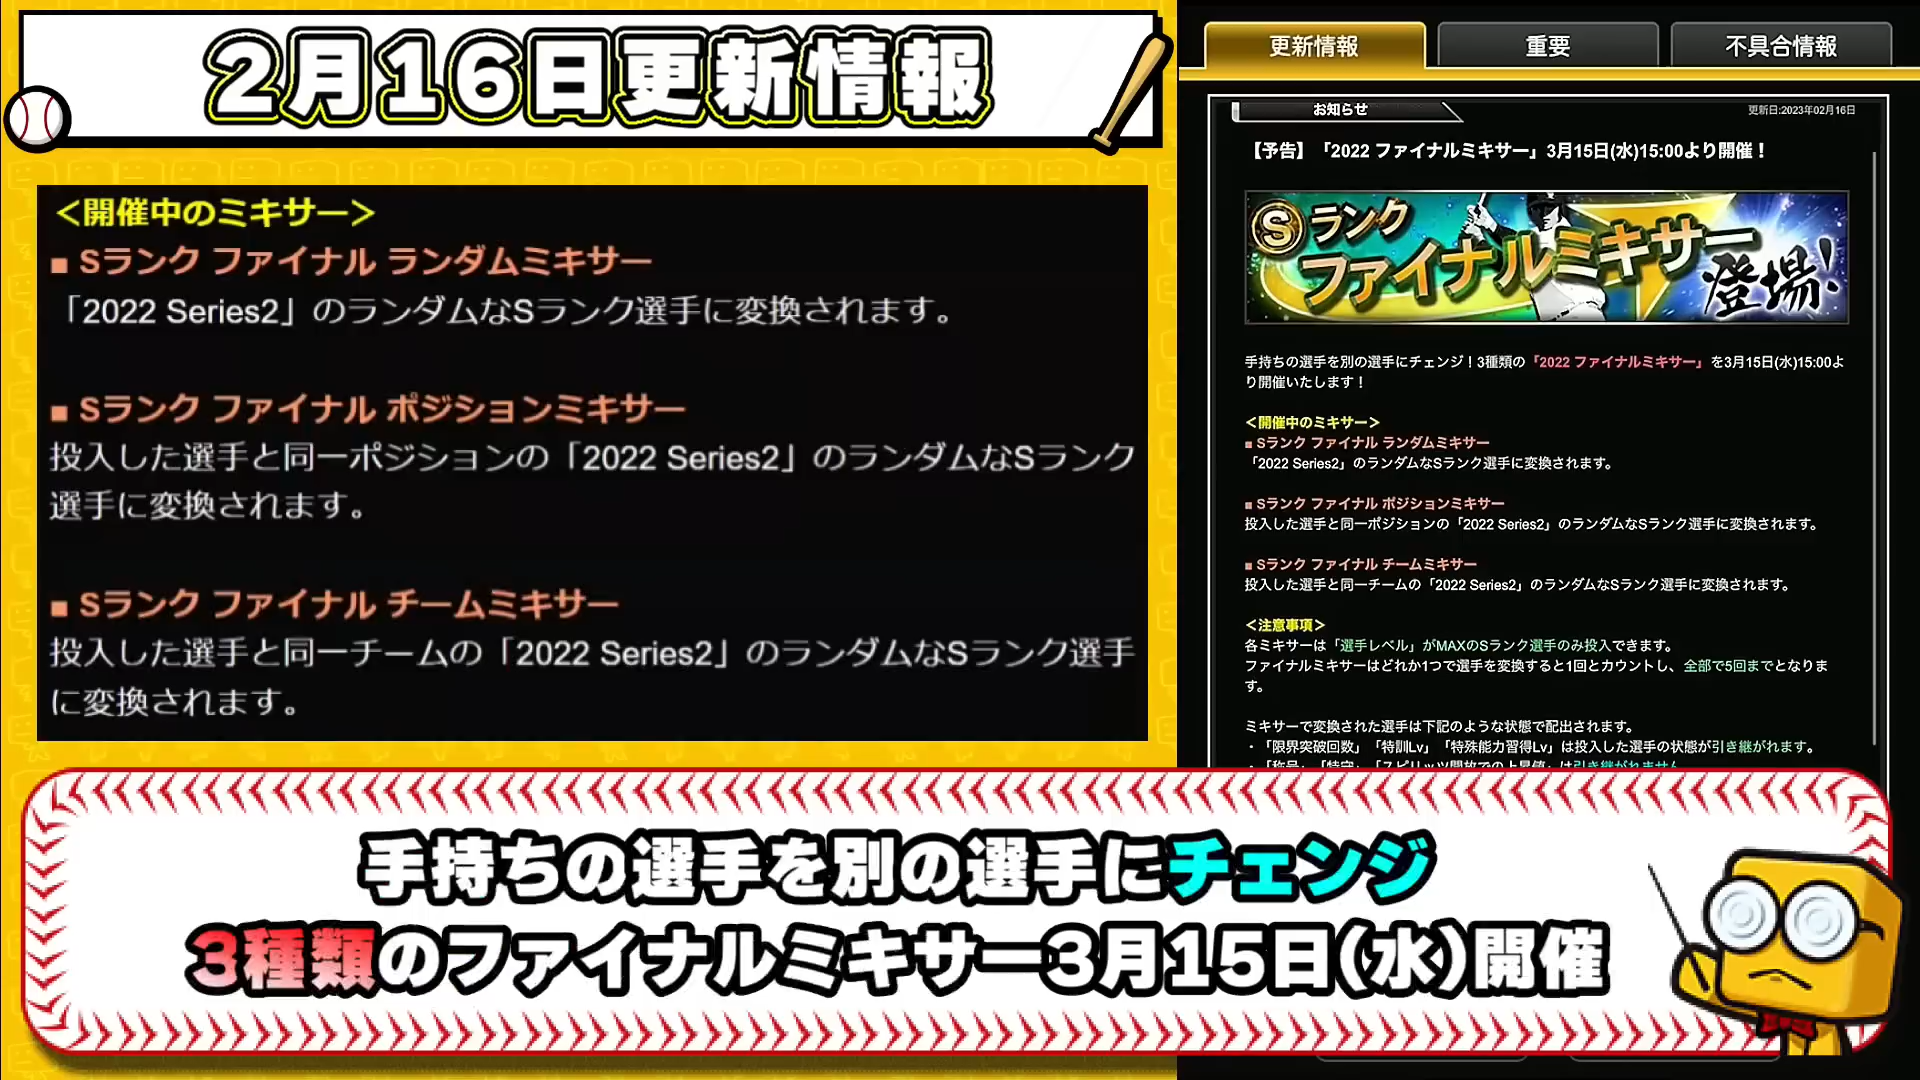 2月16日更新情報
＜開催中のミキサー＞
■ Sランク ファイナル ランダムミキサー
「2022 Series2」のランダムなSランク選手に変換されます。
■ Sランク ファイナル ポジションミキサー
投入した選手と同一ポジションの「2022 Series2」のランダムなSランク
選手に変換されます。
■ Sランク ファイナル チームミキサー
投入した選手と同一チームの「2022 Series2」のランダムなSランク選手
に変換されます。
更新情報
重要
不具合情報
お知らせ
更新日:2023年02月16日
【予告】「2022 ファイナルミキサー」3月15日(水)15:00より開催！
Sランク
ファイナルミキサー
登場!
手持ちの選手を別の選手にチェンジ！3種類の「2022 ファイナルミキサー」を3月15日(水)15:00よ
り開催いたします！
＜開催中のミキサー＞
■ Sランク ファイナル ランダムミキサー
「2022 Series2」のランダムなSランク選手に変換されます。
■ Sランク ファイナル ポジションミキサー
投入した選手と同一ポジションの「2022 Series2」のランダムなSランク選手に変換されます。
■ Sランク ファイナル チームミキサー
投入した選手と同一チームの「2022 Series2」のランダムなSランク選手に変換されます。
＜注意事項＞
各ミキサーは「選手レベル」がMAXのSランク選手のみ投入できます。
ファイナルミキサーはどれか1つで選手を変換すると1回とカウントし、全部で5回までとなりま
す。
ミキサーで変換された選手は下記のような状態で配出されます。
・「限界突破回数」「特訓Lv」「特殊能力習得Lv」は投入した選手の状態が引き継がれます。
・「称号」「特守」「スピリッツ開放での上昇値」は引き継がれません
手持ちの選手を別の選手にチェンジ
3種類のファイナルミキサー3月15日(水)開催